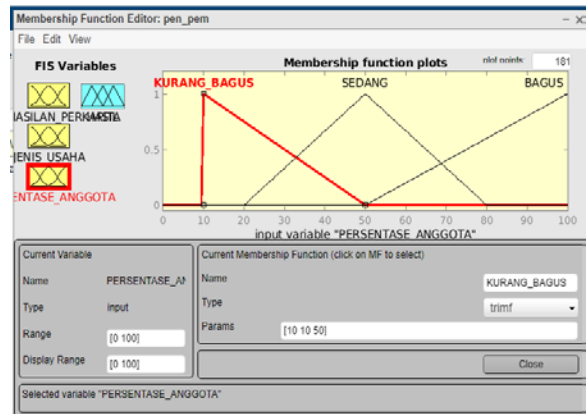 Membership Function Editor: pen_pem
File Edit View
FIS Variables
Membership function plots
plot points: 181
KURANG_BAGUS SEDANG BAGUS
1
0.5
0
0 10 20 30 40 50 60 70 80 90 100
input variable "PERSENTASE_ANGGOTA"
JENIS_USAHA
ENTASE_ANGGOTA
Current Variable
Name PERSENTASE_AN
Type input
Range [0 100]
Display Range [0 100]
Current Membership Function (click on MF to select)
Name KURANG_BAGUS
Type trimf
Params [10 10 50]
Close
Selected variable "PERSENTASE_ANGGOTA"